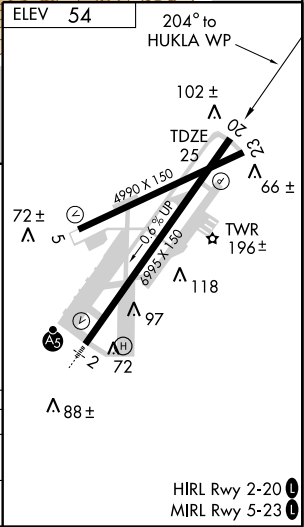 ELEV 54
204° to
HUKLA WP
102 ±
20
TDZE
25
23
4990 X 150
P
66 ±
72 ±
V
5
0.6 % UP
6995 X 150
TWR
196±
118
97
V
A5
2
H
72
88 ±
HIRL Rwy 2-20 L
MIRL Rwy 5-23 L